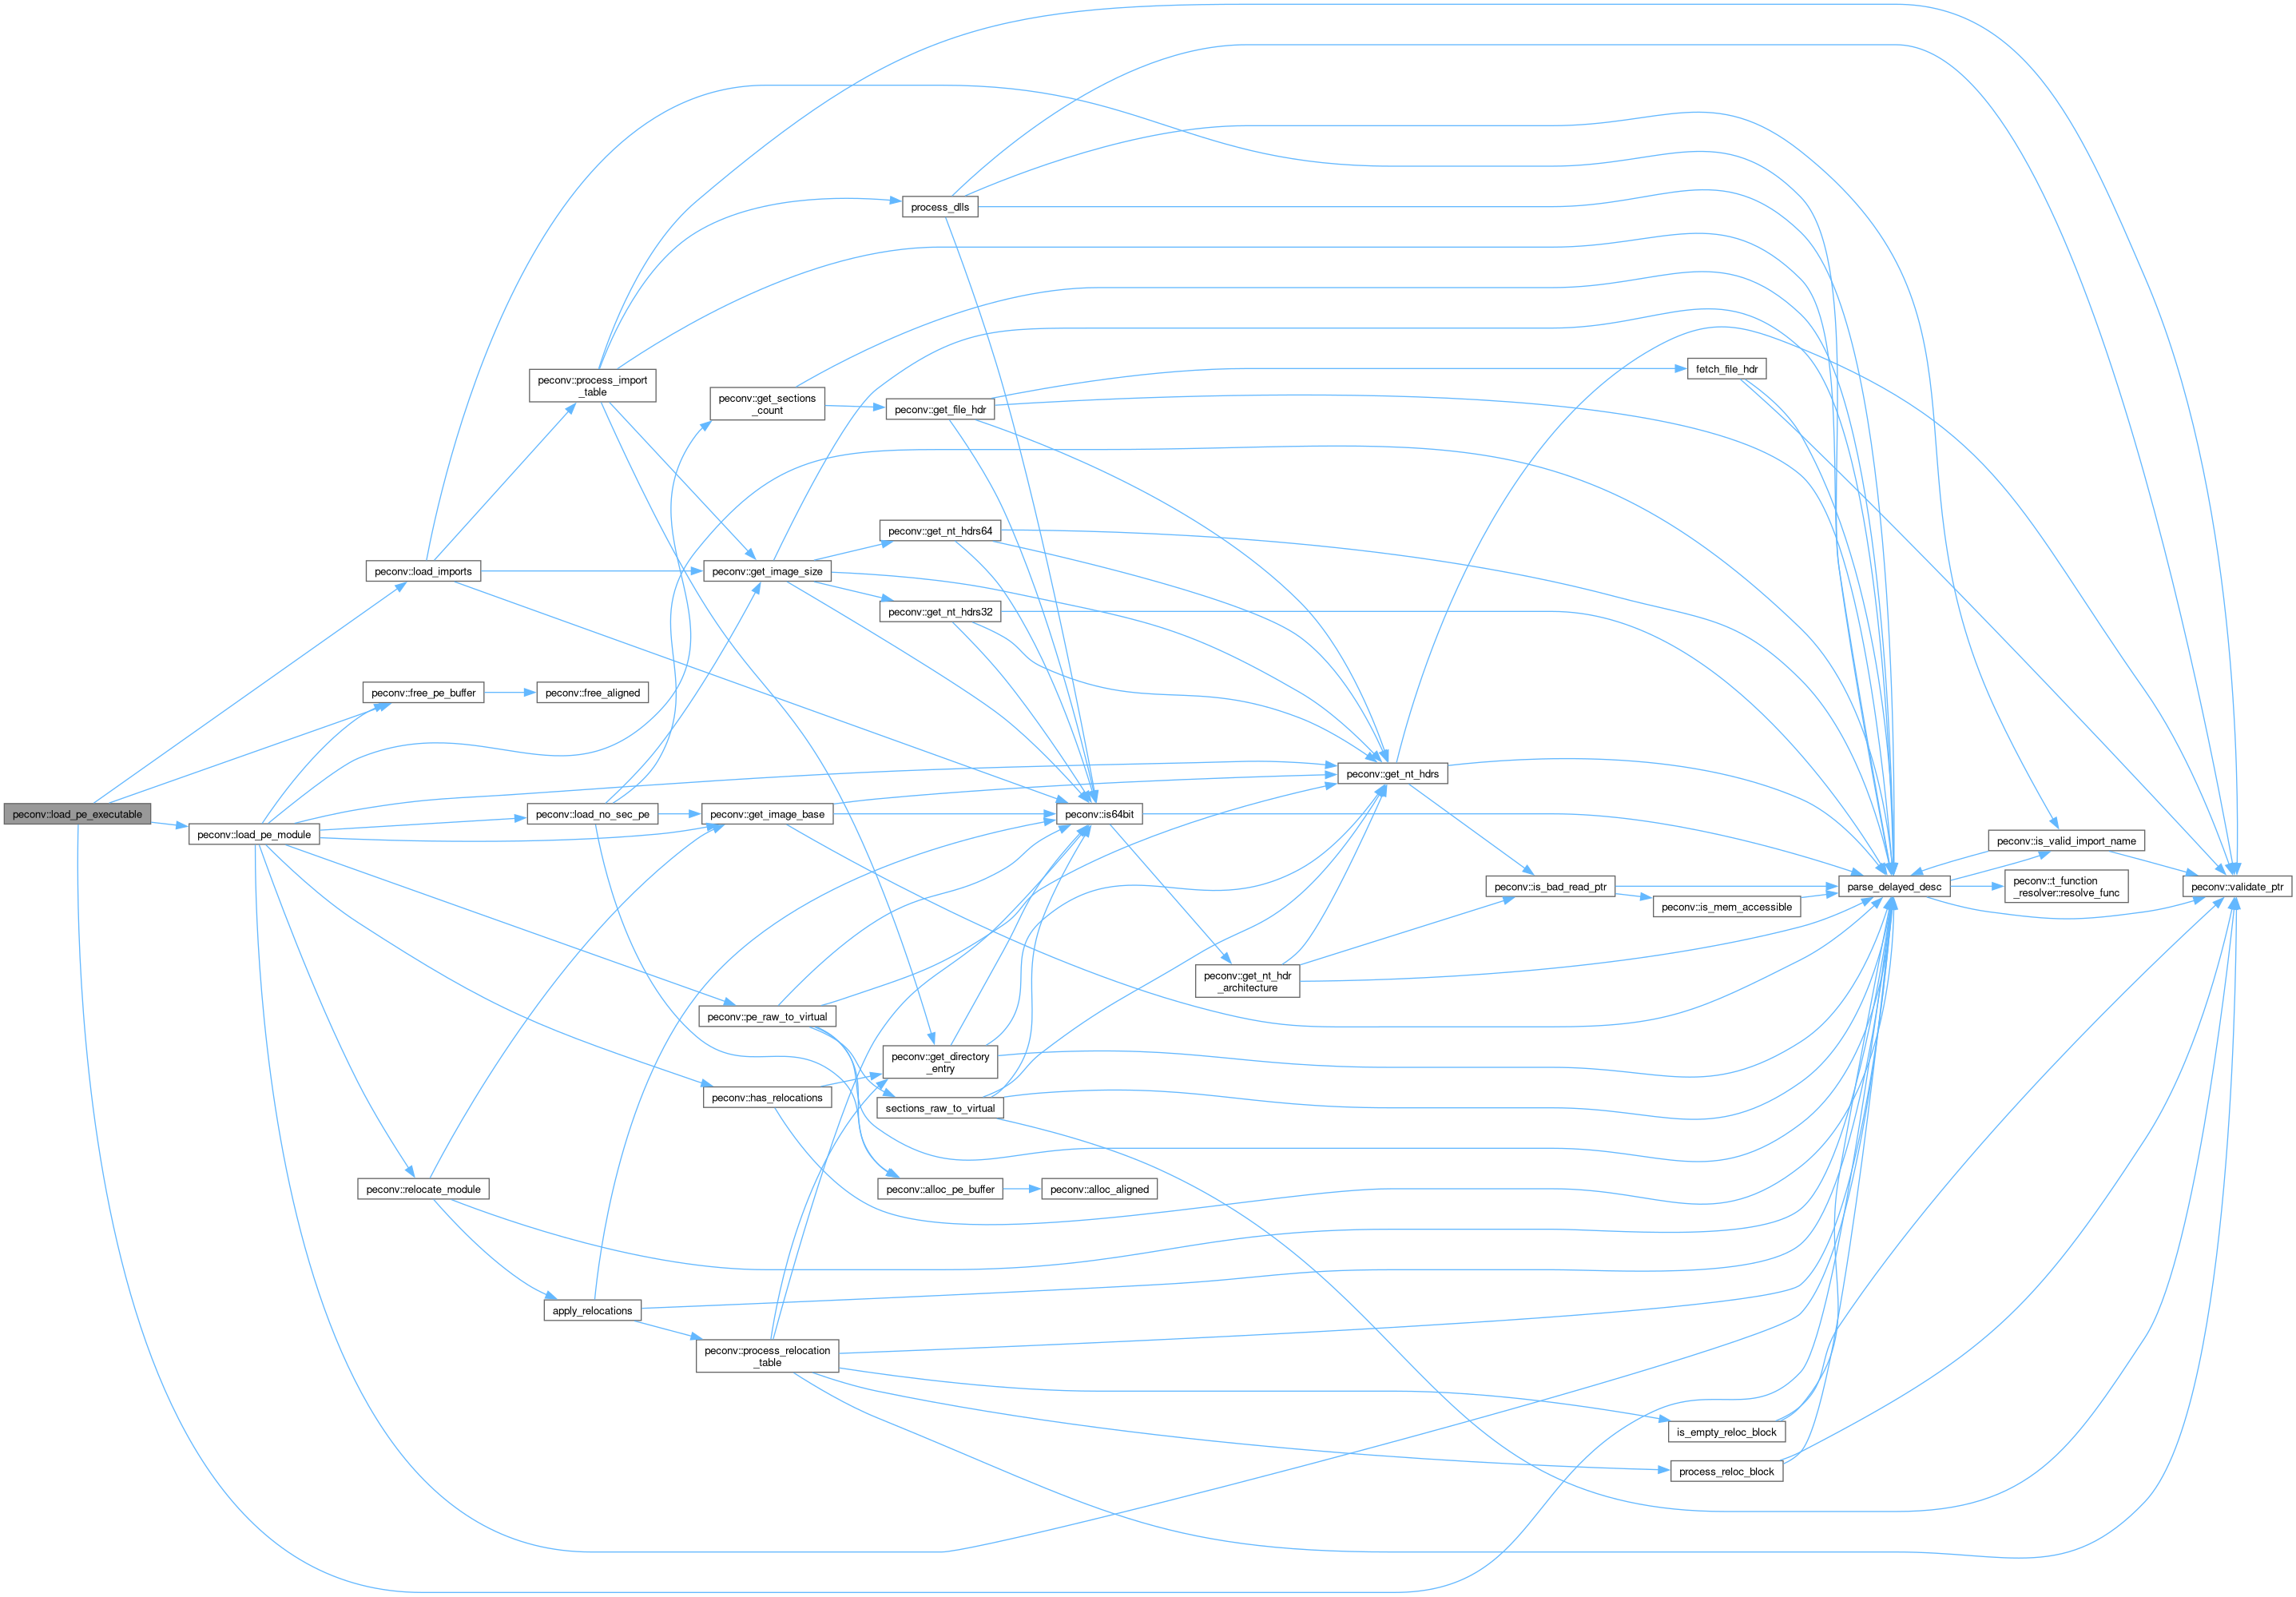 process_dlls
peconv::process_import
_table
fetch_file_hdr
peconv::get_sections
_count
peconv::get_file_hdr
peconv::get_nt_hdrs64
peconv::load_imports
peconv::get_image_size
peconv::get_nt_hdrs32
peconv::free_pe_buffer
peconv::free_aligned
peconv::get_nt_hdrs
peconv::load_pe_executable
peconv::load_no_sec_pe
peconv::get_image_base
peconv::is64bit
peconv::load_pe_module
peconv::is_valid_import_name
peconv::is_bad_read_ptr
parse_delayed_desc
peconv::t_function
_resolver::resolve_func
peconv::validate_ptr
peconv::is_mem_accessible
peconv::get_nt_hdr
_architecture
peconv::pe_raw_to_virtual
peconv::get_directory
_entry
peconv::has_relocations
sections_raw_to_virtual
peconv::relocate_module
peconv::alloc_pe_buffer
peconv::alloc_aligned
apply_relocations
peconv::process_relocation
_table
is_empty_reloc_block
process_reloc_block